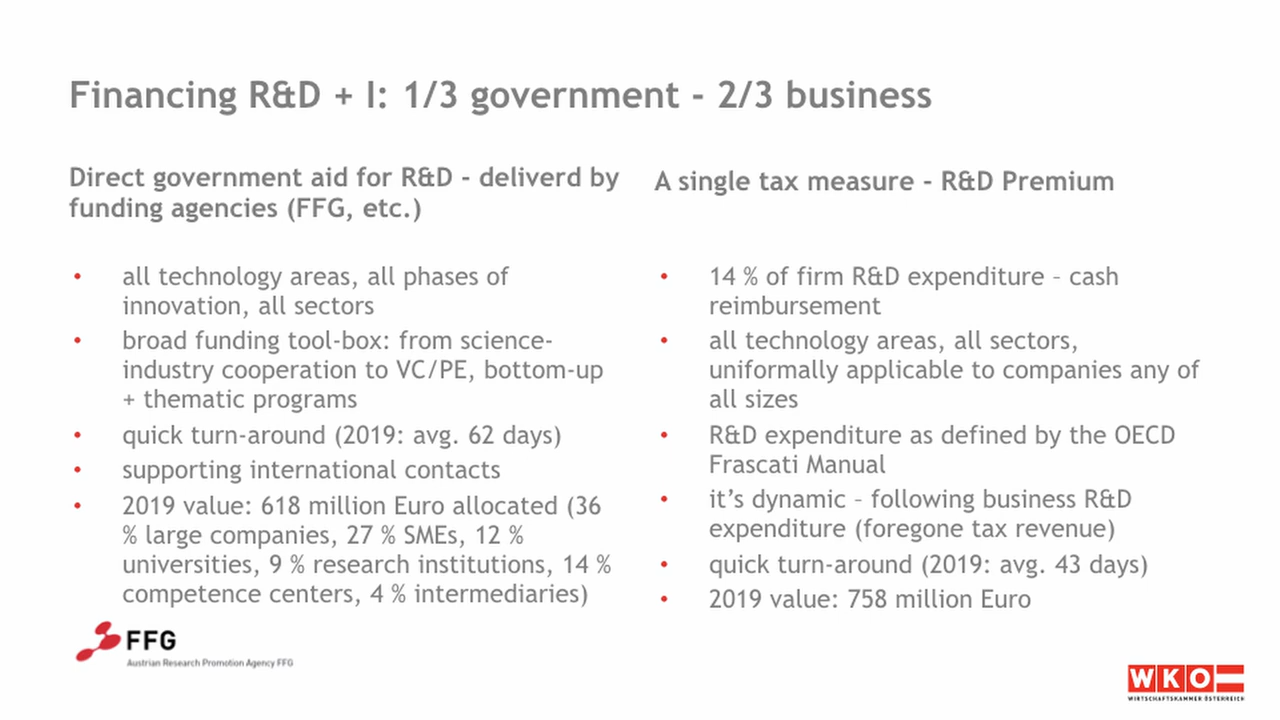 Financing R&D + I: 1/3 government - 2/3 business
Direct government aid for R&D - deliverd by
funding agencies (FFG, etc.)
• all technology areas, all phases of
innovation, all sectors
• broad funding tool-box: from science-
industry cooperation to VC/PE, bottom-up
+ thematic programs
• quick turn-around (2019: avg. 62 days)
• supporting international contacts
• 2019 value: 618 million Euro allocated (36
% large companies, 27 % SMEs, 12 %
universities, 9 % research institutions, 14 %
competence centers, 4 % intermediaries)
A single tax measure - R&D Premium
• 14 % of firm R&D expenditure – cash
reimbursement
• all technology areas, all sectors,
uniformally applicable to companies any of
all sizes
• R&D expenditure as defined by the OECD
Frascati Manual
• it’s dynamic – following business R&D
expenditure (foregone tax revenue)
• quick turn-around (2019: avg. 43 days)
• 2019 value: 758 million Euro
FFG
Austrian Research Promotion Agency FFG
WKO
WIRTSCHAFTSKAMMER ÖSTERREICH